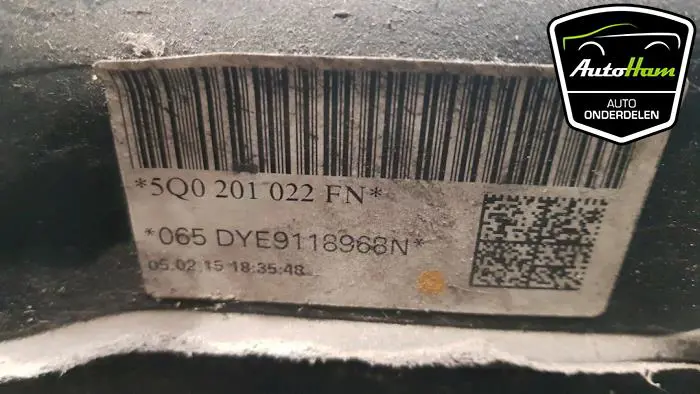 AutoHam
AUTO
ONDERDELEN
*5Q0 201 022 FN*
*065 DYE9118968N*
05.02.15 18:35:48